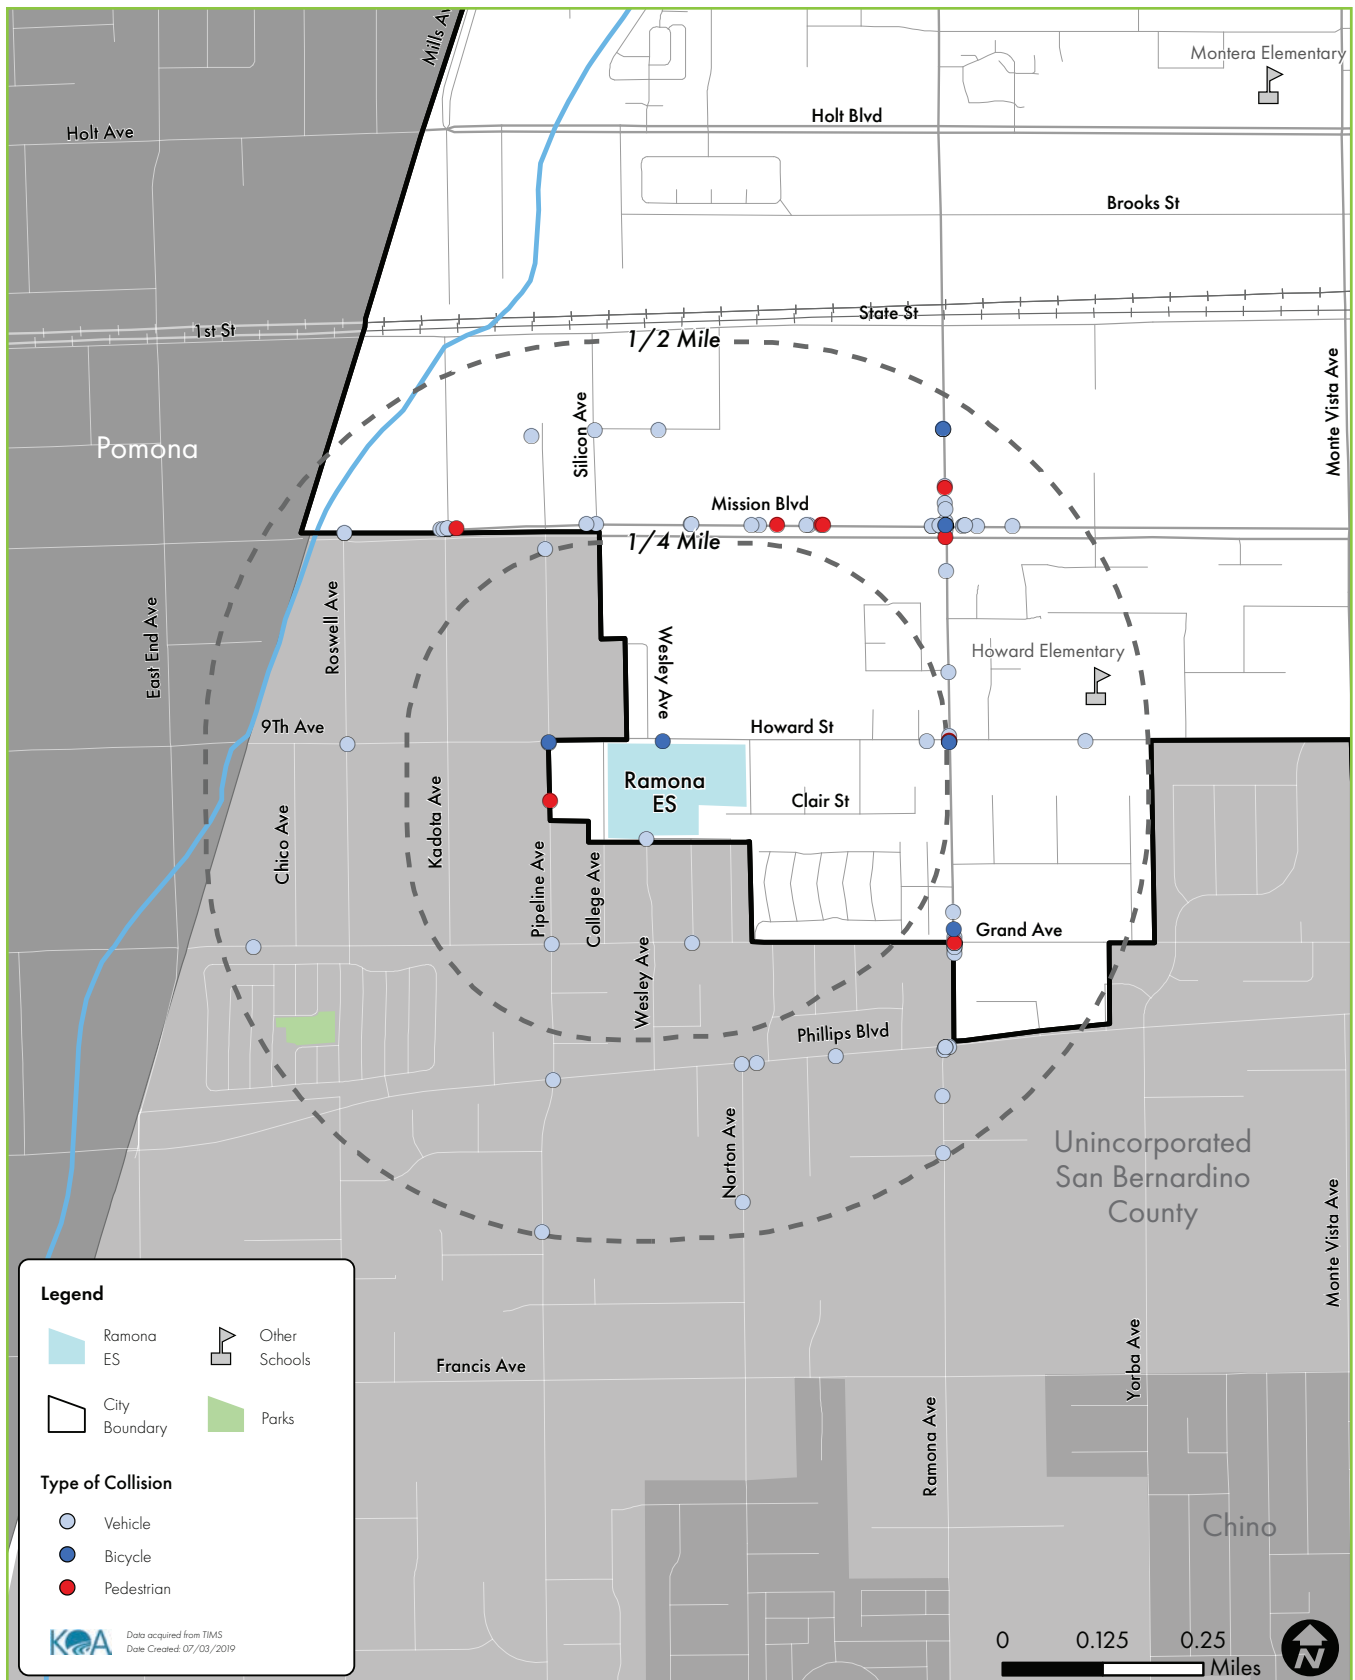 Mills Av
Montera Elementary
Holt Ave
Holt Blvd
Brooks St
1st St
State St
1/2 Mile
Monte Vista Ave
Silicon Ave
Pomona
Mission Blvd
1/4 Mile
East End Ave
Roswell Ave
Wesley Ave
Howard Elementary
9Th Ave
Howard St
Ramona
ES
Clair St
Chico Ave
Kadota Ave
Pipeline Ave
College Ave
Grand Ave
Wesley Ave
Phillips Blvd
Norton Ave
Unincorporated
San Bernardino
County
Monte Vista Ave
Francis Ave
Yorba Ave
Ramona Ave
Chino
Legend
Ramona
ES
Other
Schools
City
Boundary
Parks
Type of Collision
Vehicle
Bicycle
Pedestrian
KOA
Data acquired from TIMS
Date Created: 07/03/2019
0 0.125 0.25
Miles
N